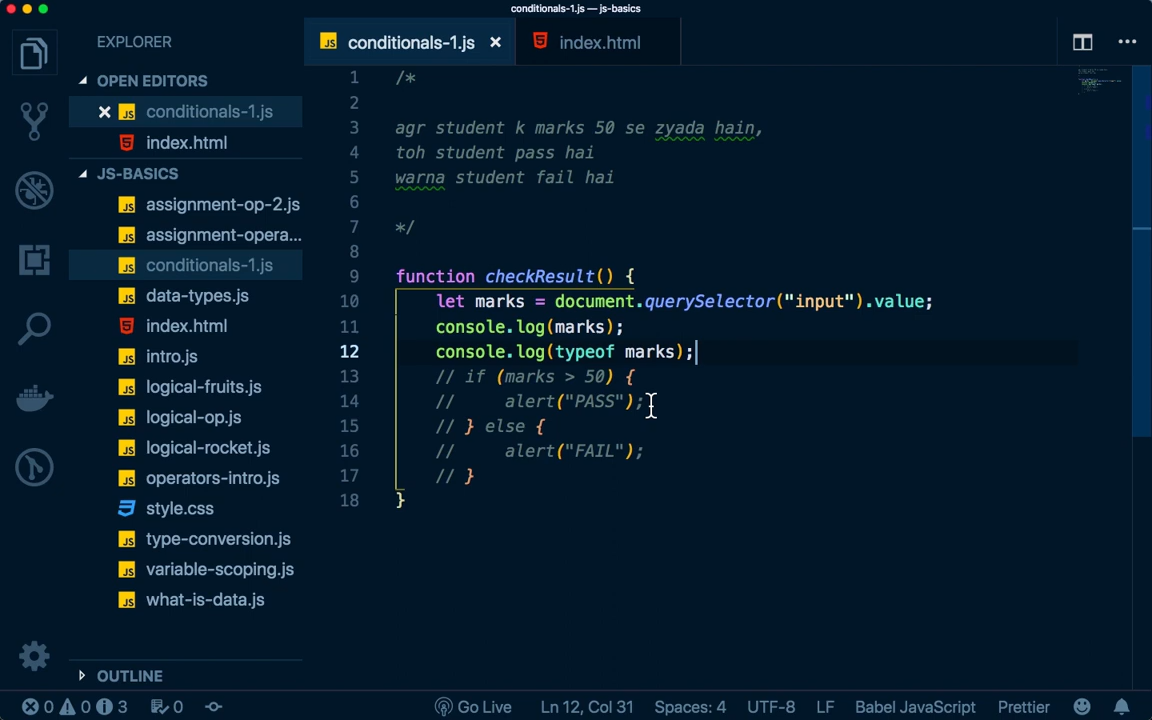 conditionals-1.js — js-basics
EXPLORER
OPEN EDITORS
conditionals-1.js
index.html
JS-BASICS
assignment-op-2.js
assignment-opera...
conditionals-1.js
data-types.js
index.html
intro.js
logical-fruits.js
logical-op.js
logical-rocket.js
operators-intro.js
style.css
type-conversion.js
variable-scoping.js
what-is-data.js
OUTLINE
JS conditionals-1.js × index.html
1 /*
2
3 agr student k marks 50 se zyada hain,
4 toh student pass hai
5 warna student fail hai
6
7 */
8
9 function checkResult() {
10 let marks = document.querySelector("input").value;
11 console.log(marks);
12 console.log(typeof marks);
13 // if (marks > 50) {
14 //     alert("PASS");
15 // } else {
16 //     alert("FAIL");
17 // }
18 }
0 0 3 0 Go Live Ln 12, Col 31 Spaces: 4 UTF-8 LF Babel JavaScript Prettier